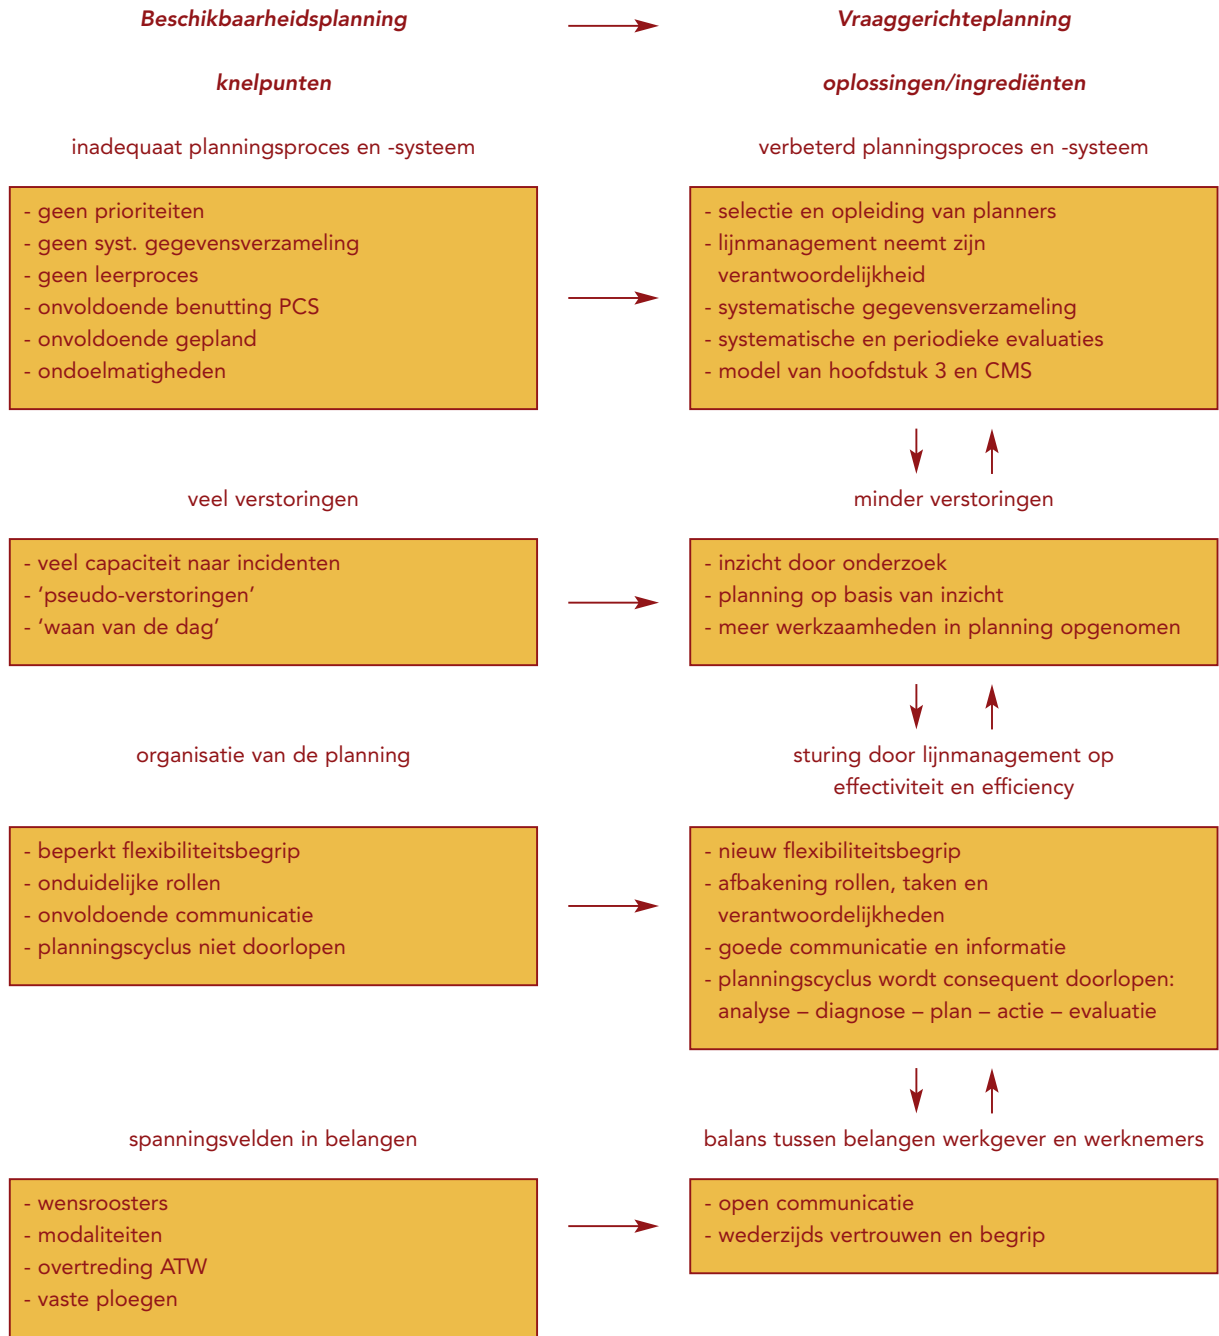 Beschikbaarheidsplanning
Vraaggerichteplanning
knelpunten
oplossingen/ingrediënten
inadequaat planningsproces en -systeem
verbeterd planningsproces en -systeem
- geen prioriteiten
- geen syst. gegevensverzameling
- geen leerproces
- onvoldoende benutting PCS
- onvoldoende gepland
- ondoelmatigheden
- selectie en opleiding van planners
- lijnmanagement neemt zijn
verantwoordelijkheid
- systematische gegevensverzameling
- systematische en periodieke evaluaties
- model van hoofdstuk 3 en CMS
veel verstoringen
minder verstoringen
- veel capaciteit naar incidenten
- ‘pseudo-verstoringen’
- ‘waan van de dag’
- inzicht door onderzoek
- planning op basis van inzicht
- meer werkzaamheden in planning opgenomen
organisatie van de planning
sturing door lijnmanagement op
effectiviteit en efficiency
- beperkt flexibiliteitsbegrip
- onduidelijke rollen
- onvoldoende communicatie
- planningscyclus niet doorlopen
- nieuw flexibiliteitsbegrip
- afbakening rollen, taken en
verantwoordelijkheden
- goede communicatie en informatie
- planningscyclus wordt consequent doorlopen:
analyse – diagnose – plan – actie – evaluatie
spanningsvelden in belangen
balans tussen belangen werkgever en werknemers
- wensroosters
- modaliteiten
- overtreding ATW
- vaste ploegen
- open communicatie
- wederzijds vertrouwen en begrip